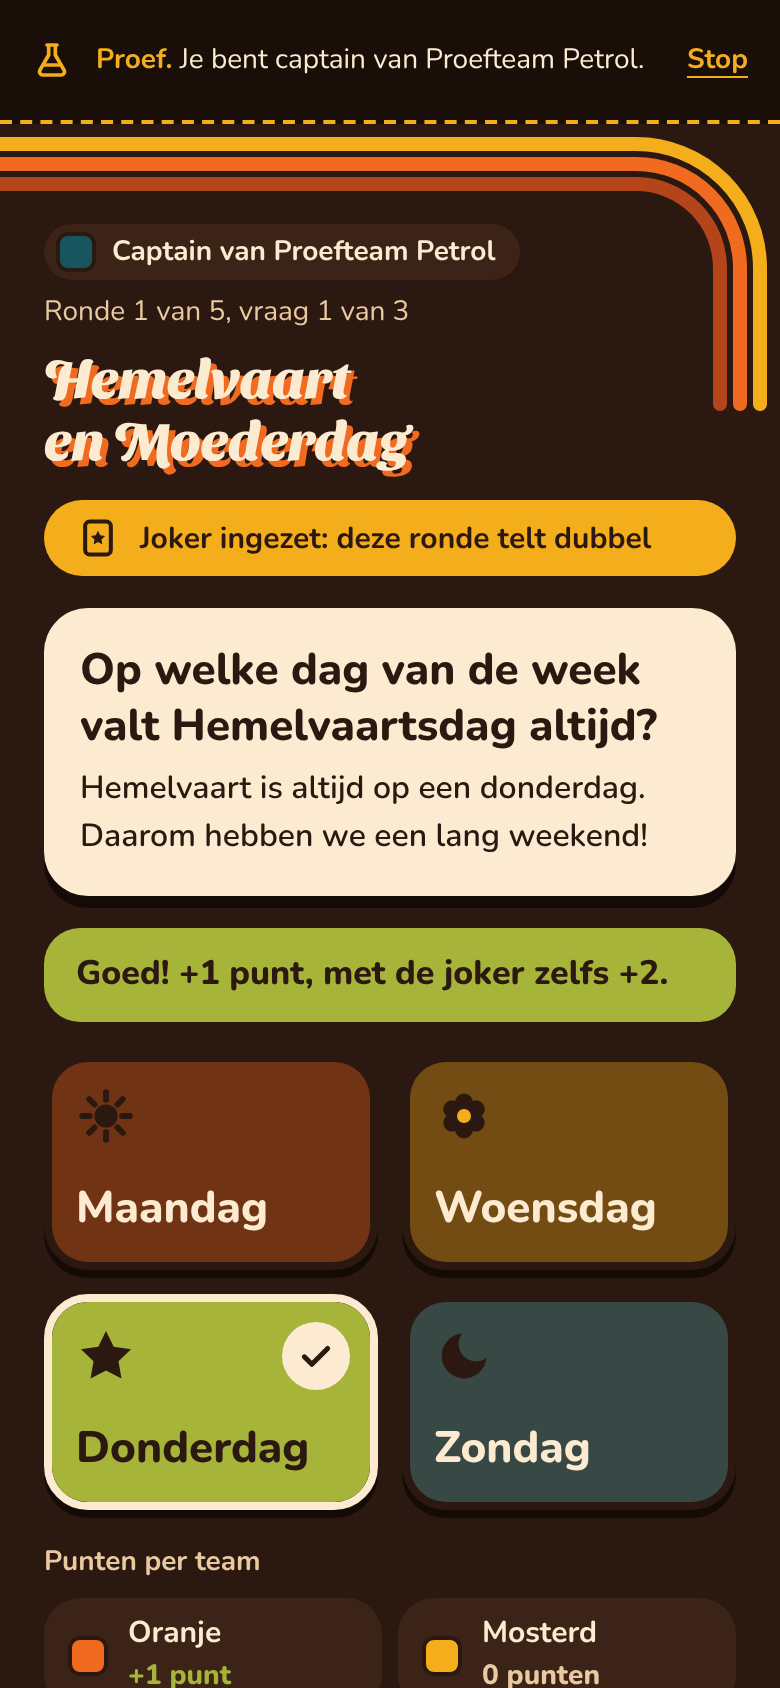 Proef. Je bent captain van Proefteam Petrol. Stop
Captain van Proefteam Petrol
Ronde 1 van 5, vraag 1 van 3
Hemelvaart
en Moederdag
Joker ingezet: deze ronde telt dubbel
Op welke dag van de week
valt Hemelvaartsdag altijd?
Hemelvaart is altijd op een donderdag.
Daarom hebben we een lang weekend!
Goed! +1 punt, met de joker zelfs +2.
Maandag
Woensdag
Donderdag
Zondag
Punten per team
Oranje
+1 punt
Mosterd
0 punten